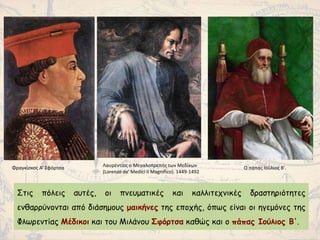 Φραγκίσκος Α' Σφόρτσα
Λαυρέντιος ο Μεγαλοπρεπής των Μεδίκων
(Lorenzo de' Medici il Magnifico). 1449-1492
Ο πάπας Ιούλιος Β'.
Στις πόλεις αυτές, οι πνευματικές και καλλιτεχνικές δραστηριότητες
ενθαρρύνονται από διάσημους μαικήνες της εποχής, όπως είναι οι ηγεμόνες της
Φλωρεντίας Μέδικοι και του Μιλάνου Σφόρτσα καθώς και ο πάπας Ιούλιος Β'.